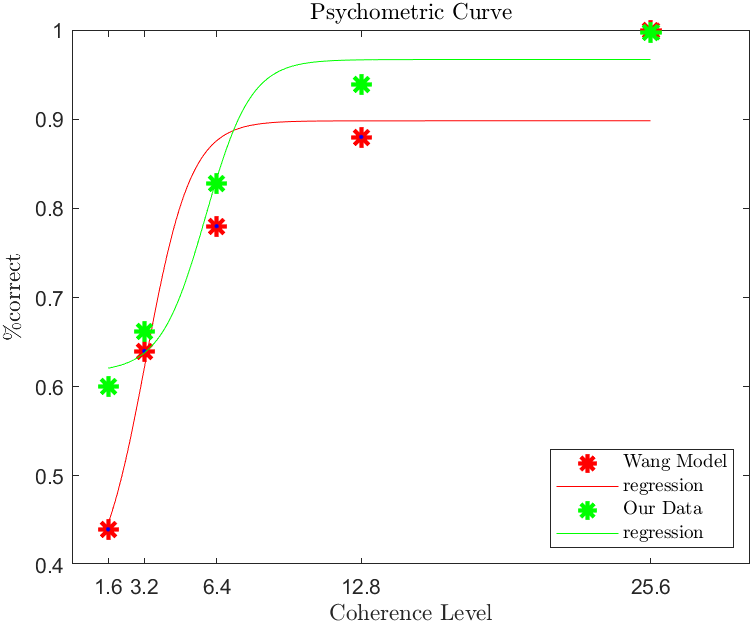 Psychometric Curve
1
0.9
0.8
0.7
0.6
0.5
0.4
%correct
1.6 3.2 6.4 12.8 25.6
Coherence Level
Wang Model
regression
Our Data
regression